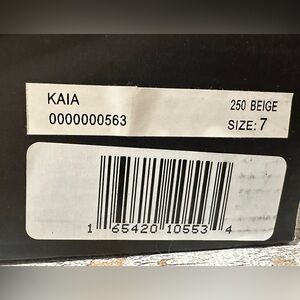 KAIA
250 BEIGE
0000000563
SIZE: 7
1 65420 10553 4